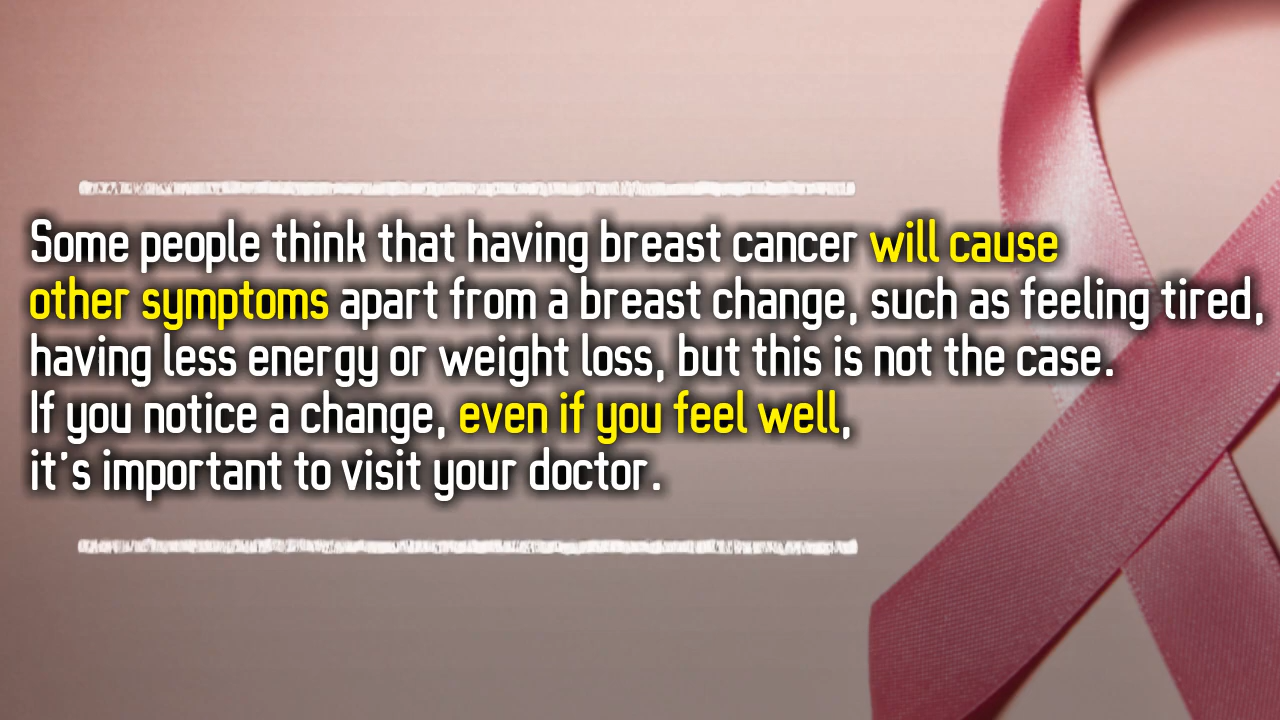 Some people think that having breast cancer will cause
other symptoms apart from a breast change, such as feeling tired,
having less energy or weight loss, but this is not the case.
If you notice a change, even if you feel well,
it's important to visit your doctor.